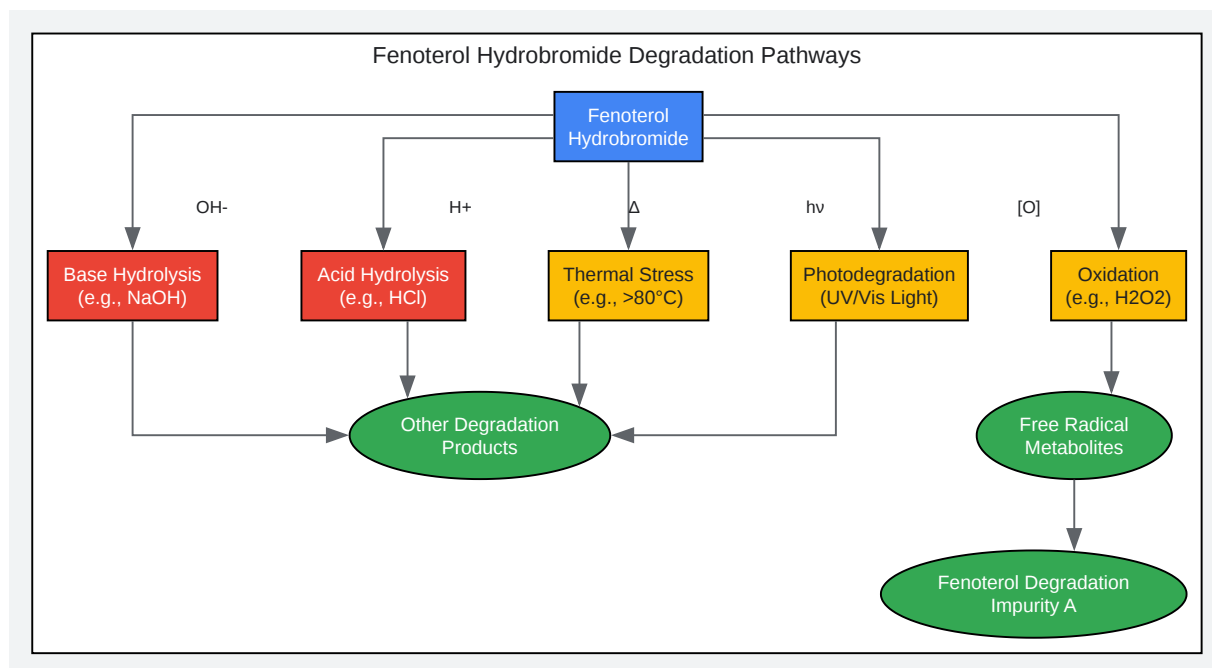 Fenoterol Hydrobromide Degradation Pathways
Fenoterol
Hydrobromide
OH-
H+
Δ
hν
[O]
Base Hydrolysis
(e.g., NaOH)
Acid Hydrolysis
(e.g., HCl)
Thermal Stress
(e.g., >80°C)
Photodegradation
(UV/Vis Light)
Oxidation
(e.g., H2O2)
Other Degradation
Products
Free Radical
Metabolites
Fenoterol Degradation
Impurity A